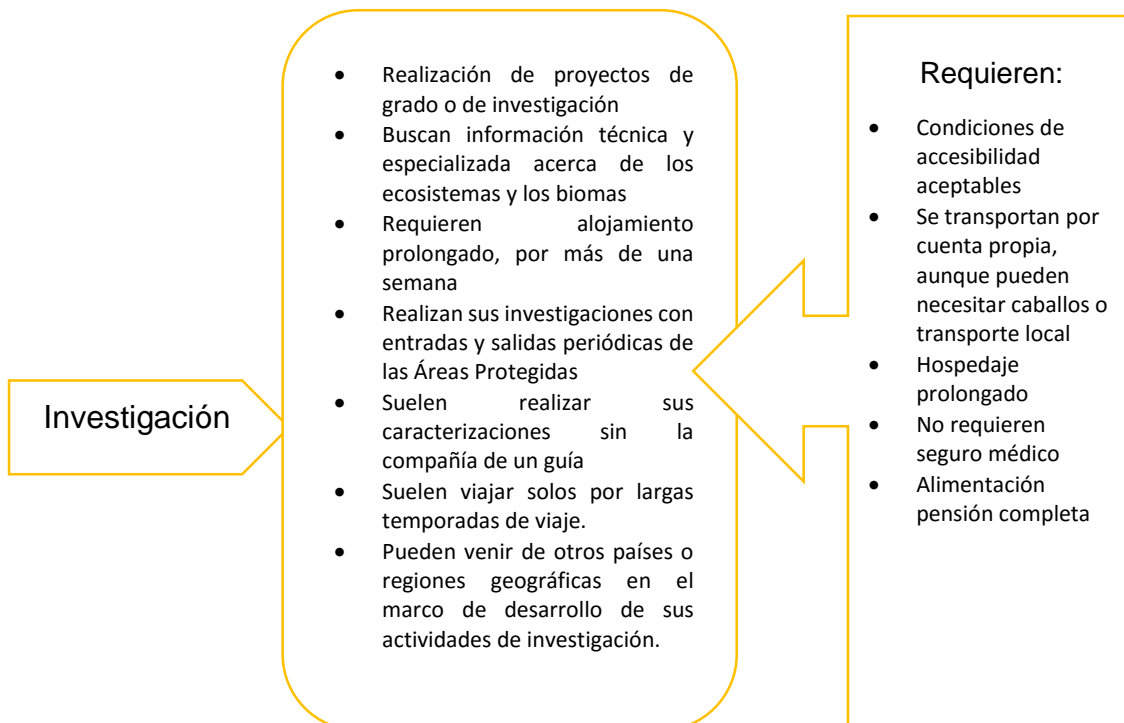 Investigación
• Realización de proyectos de
grado o de investigación
• Buscan información técnica y
especializada acerca de los
ecosistemas y los biomas
• Requieren alojamiento
prolongado, por más de una
semana
• Realizan sus investigaciones con
entradas y salidas periódicas de
las Áreas Protegidas
• Suelen realizar sus
caracterizaciones sin la
compañía de un guía
• Suelen viajar solos por largas
temporadas de viaje.
• Pueden venir de otros países o
regiones geográficas en el
marco de desarrollo de sus
actividades de investigación.
Requieren:
• Condiciones de
accesibilidad
aceptables
• Se transportan por
cuenta propia,
aunque pueden
necesitar caballos o
transporte local
• Hospedaje
prolongado
• No requieren
seguro médico
• Alimentación
pensión completa